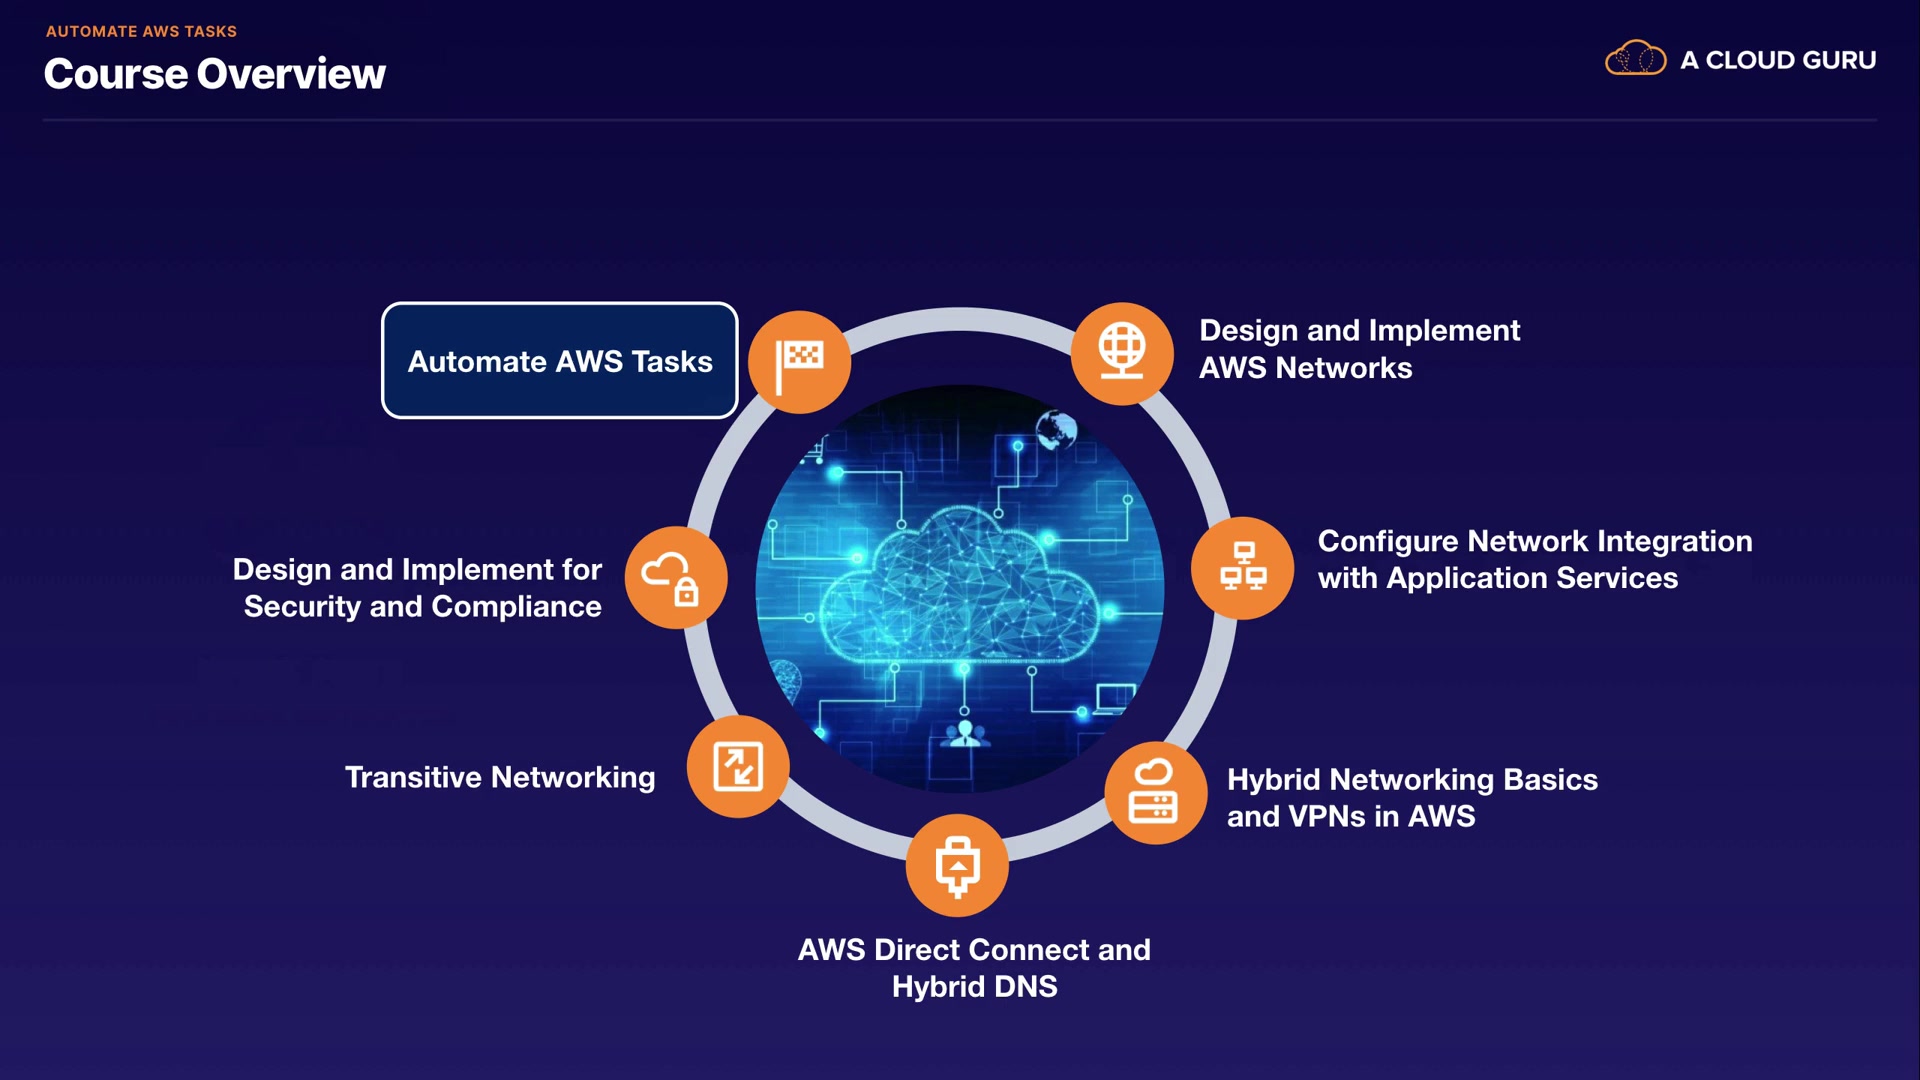 AUTOMATE AWS TASKS
Course Overview
A CLOUD GURU
Automate AWS Tasks
Design and Implement
AWS Networks
Configure Network Integration
with Application Services
Design and Implement for
Security and Compliance
Transitive Networking
Hybrid Networking Basics
and VPNs in AWS
AWS Direct Connect and
Hybrid DNS